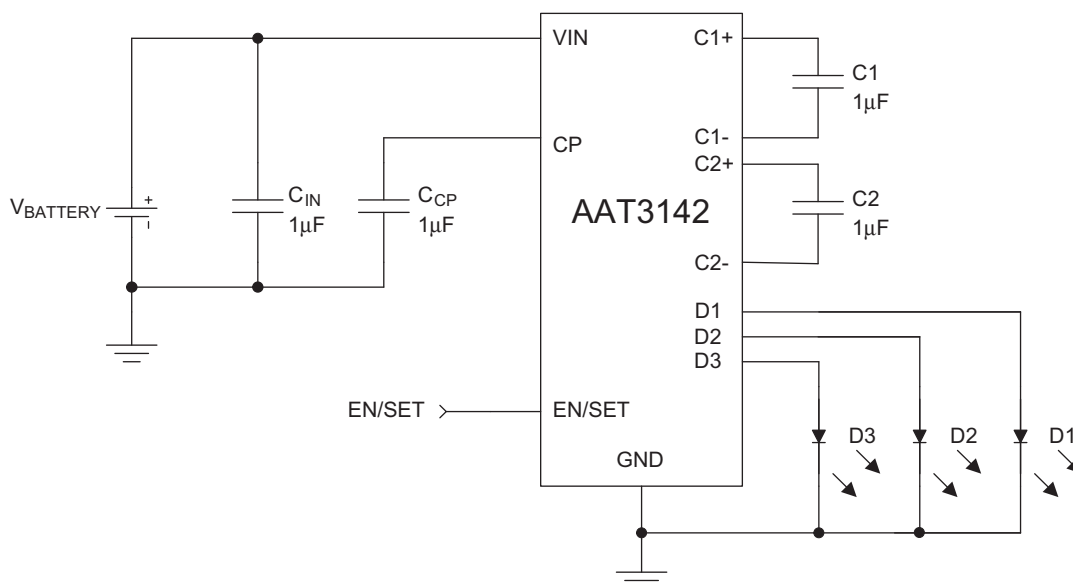 VIN
C1+
C1
1µF
CP
C1-
C2+
VBATTERY
+
-
CIN
1µF
CCP
1µF
AAT3142
C2
1µF
C2-
D1
D2
D3
EN/SET
EN/SET
GND
D3
D2
D1